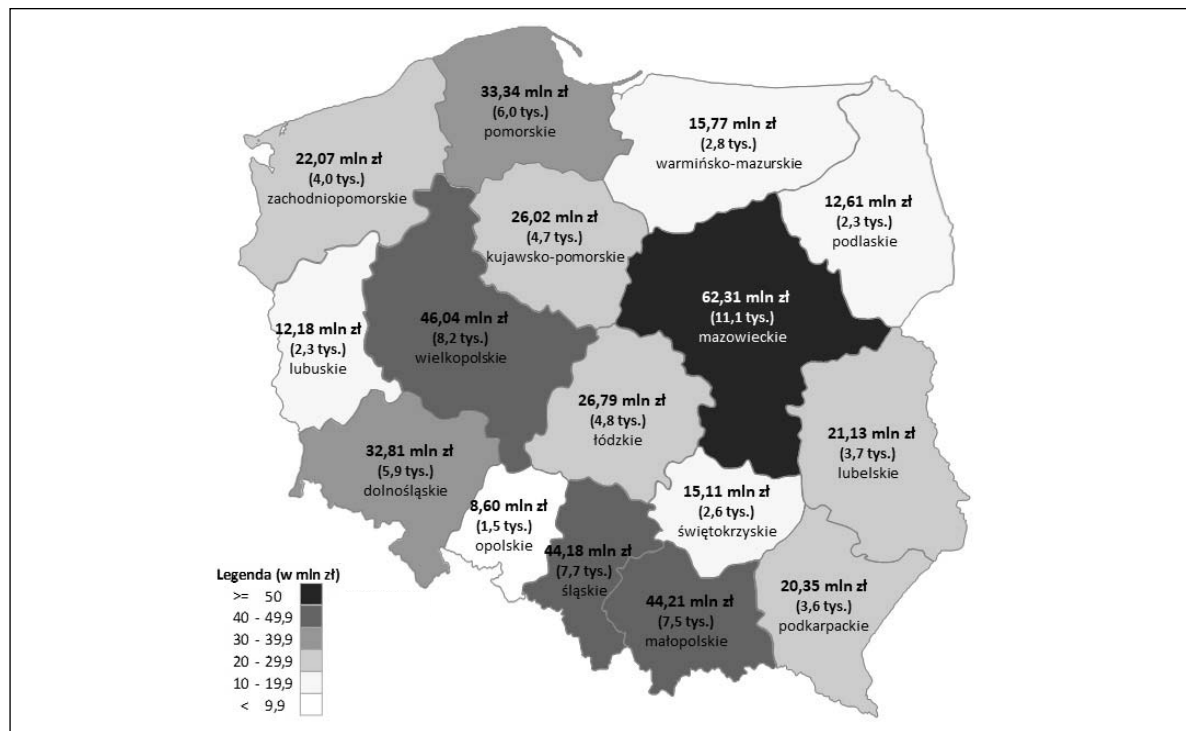 33,34 mln zł
(6,0 tys.)
pomorskie
15,77 mln zł
(2,8 tys.)
warmińsko-mazurskie
22,07 mln zł
(4,0 tys.)
zachodniopomorskie
12,61 mln zł
(2,3 tys.)
podlaskie
26,02 mln zł
(4,7 tys.)
kujawsko-pomorskie
62,31 mln zł
(11,1 tys.)
mazowieckie
46,04 mln zł
(8,2 tys.)
wielkopolskie
12,18 mln zł
(2,3 tys.)
lubuskie
26,79 mln zł
(4,8 tys.)
łódzkie
21,13 mln zł
(3,7 tys.)
lubelskie
32,81 mln zł
(5,9 tys.)
dolnośląskie
15,11 mln zł
(2,6 tys.)
świętokrzyskie
8,60 mln zł
(1,5 tys.)
opolskie
44,18 mln zł
(7,7 tys.)
śląskie
44,21 mln zł
(7,5 tys.)
małopolskie
20,35 mln zł
(3,6 tys.)
podkarpackie
Legenda (w mln zł)
>= 50
40 - 49,9
30 - 39,9
20 - 29,9
10 - 19,9
< 9,9